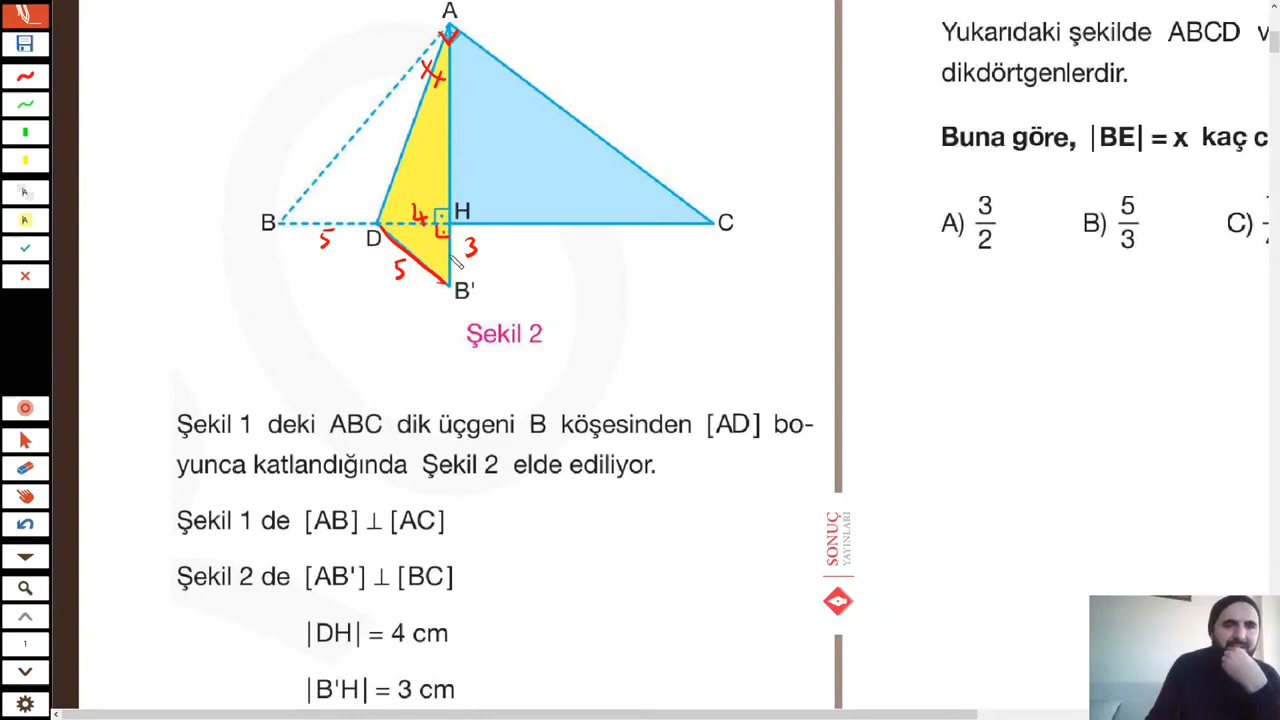 A
B
5
D
4
H
3
5
B'
C
Şekil 2
Şekil 1 deki ABC dik üçgeni B köşesinden [AD] bo-
yunca katlandığında Şekil 2 elde ediliyor.
Şekil 1 de [AB] ⊥ [AC]
Şekil 2 de [AB'] ⊥ [BC]
|DH| = 4 cm
|B'H| = 3 cm
SONUÇ
YAYINLARI
Yukarıdaki şekilde ABCD v
dikdörtgenlerdir.
Buna göre, |BE| = x kaç c
A) 3/2
B) 5/3
C)
A
A
1